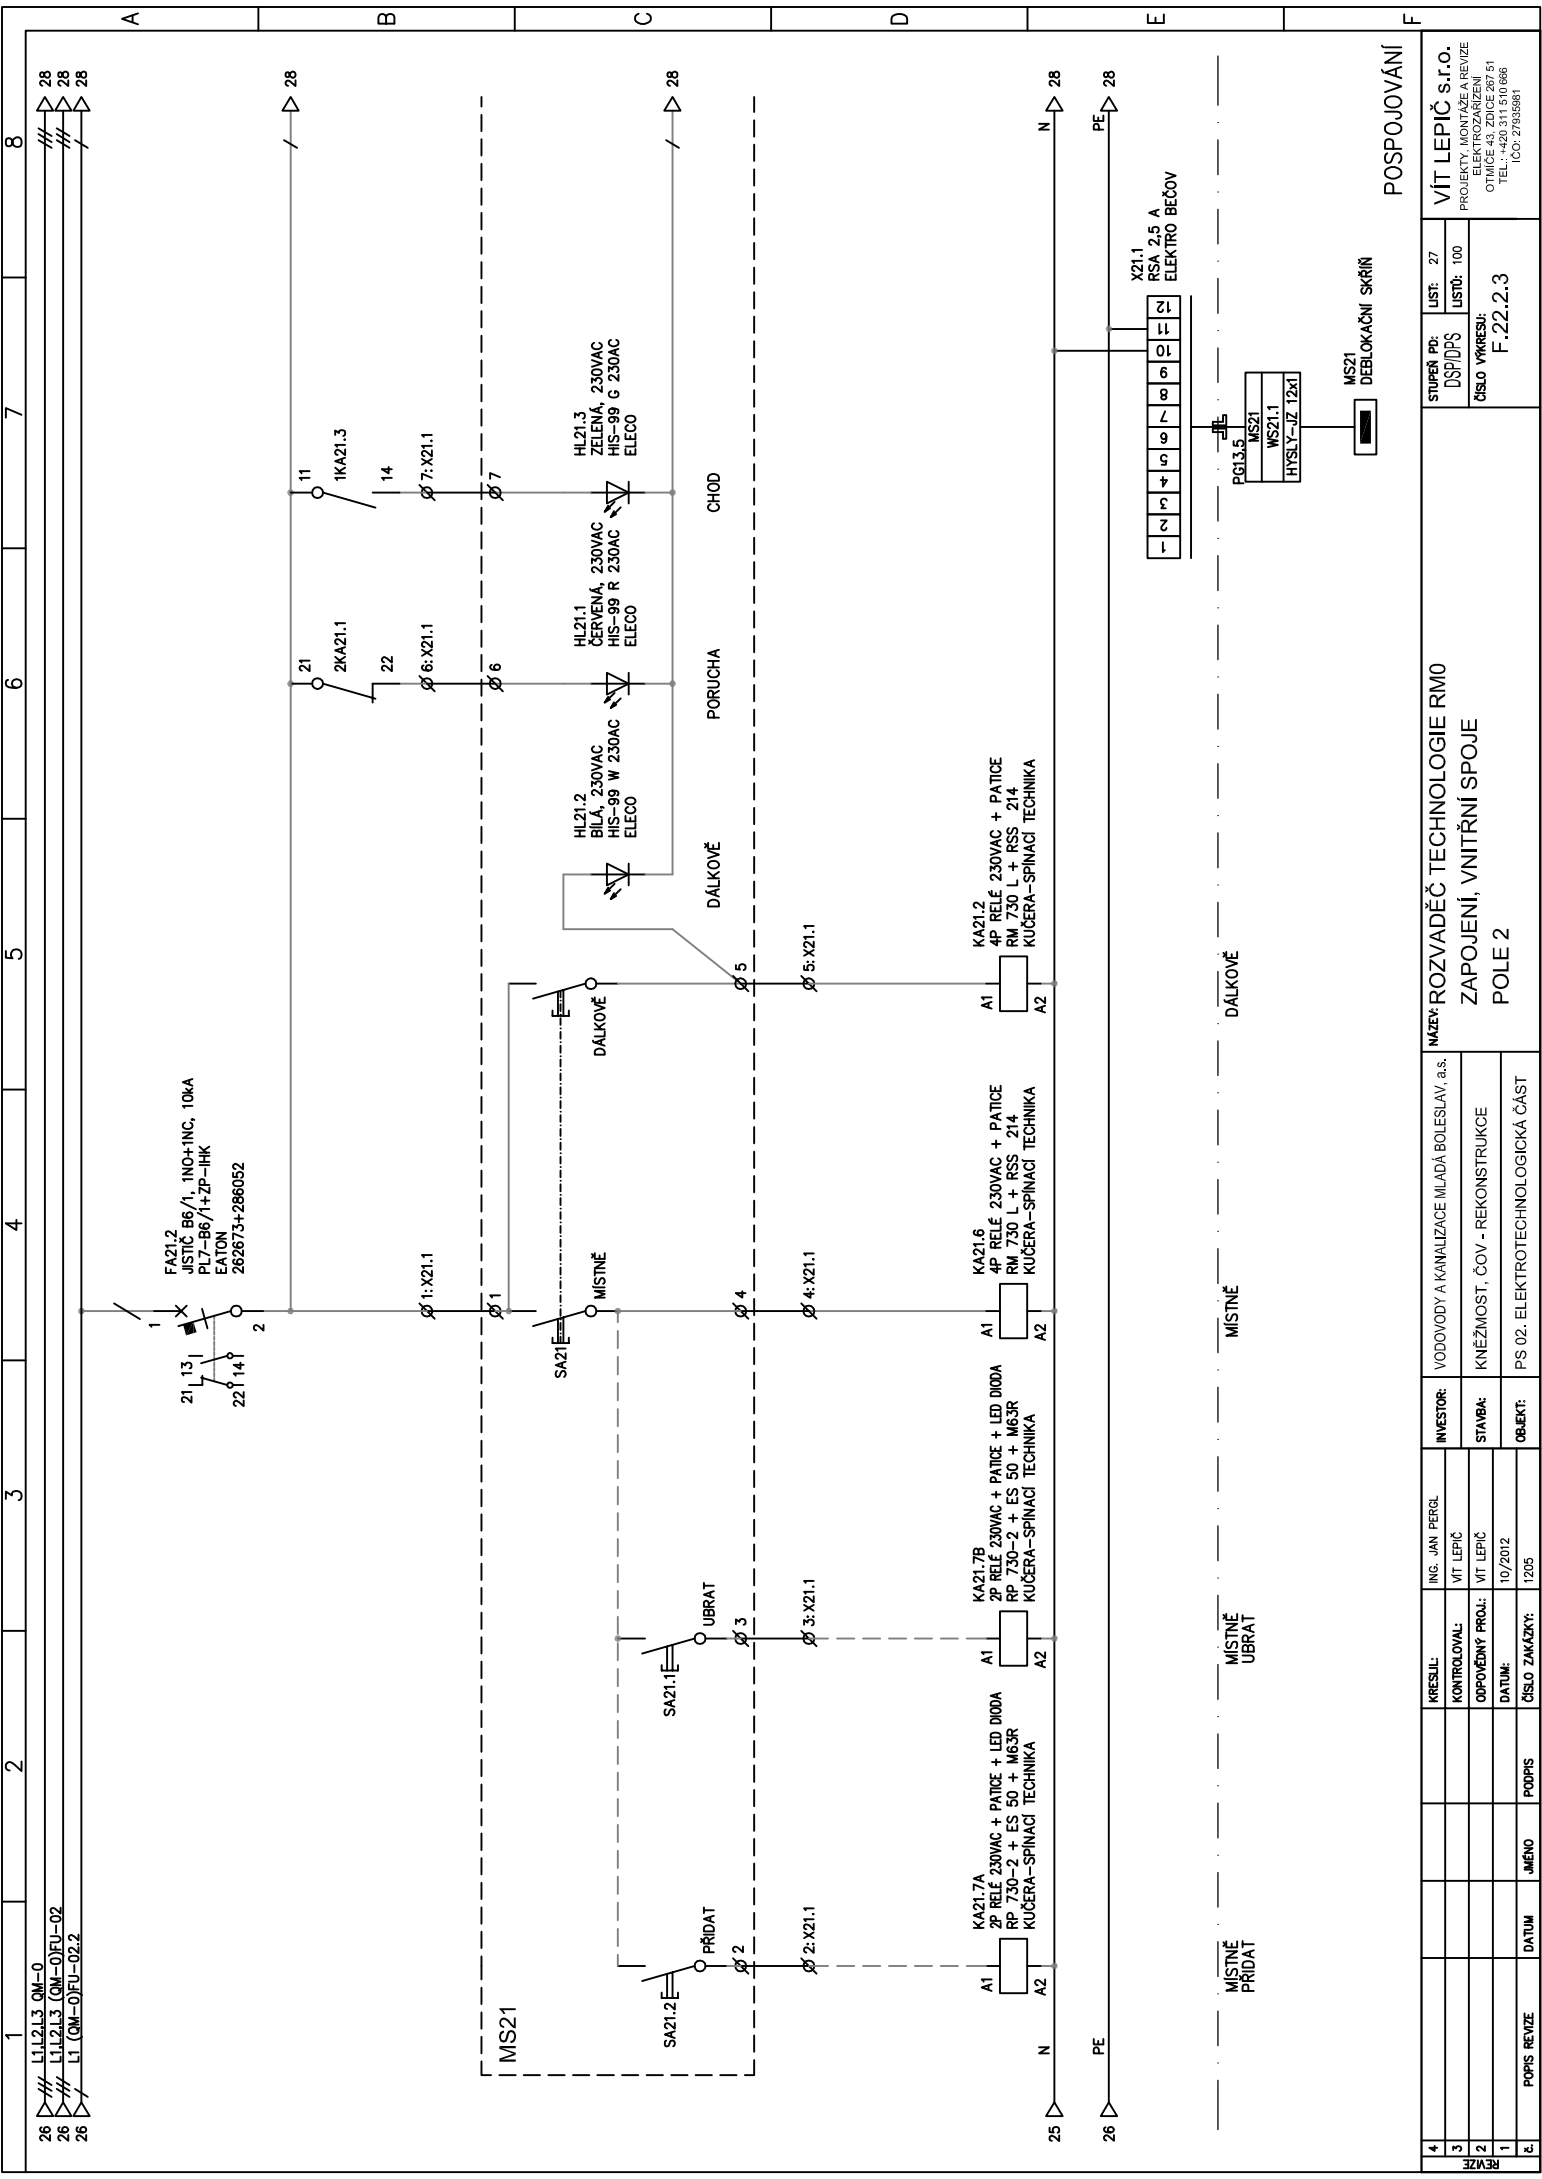 1 2 3 4 5 6 7 8
A
B
C
D
E
F
26 L1,L2,L3 QM-0 28
26 L1,L2,L3 (QM-0)FU-02 28
26 L1 (QM-0)FU-02.2 28
FA21.2
JISTIČ B6/1, 1NO+1NC, 10kA
PL7-B6/1+ZP-IHK
EATON
262673+286052
1
2
21 13
22 14
28
11
1KA21.3
14
7:X21.1
7
21
2KA21.1
22
6:X21.1
6
1:X21.1
1
MS21
SA21
MÍSTNĚ
DÁLKOVĚ
HL21.2
BÍLÁ, 230VAC
HIS-99 W 230AC
ELECO
HL21.1
ČERVENÁ, 230VAC
HIS-99 R 230AC
ELECO
HL21.3
ZELENÁ, 230VAC
HIS-99 G 230AC
ELECO
28
DÁLKOVĚ
PORUCHA
CHOD
SA21.2
PŘIDAT
SA21.1
UBRAT
2
3
4
5
2:X21.1
3:X21.1
4:X21.1
5:X21.1
KA21.7A
2P RELÉ 230VAC + PATICE + LED DIODA
RP 730-2 + ES 50 + M63R
KUČERA-SPÍNACÍ TECHNIKA
A1
A2
KA21.7B
2P RELÉ 230VAC + PATICE + LED DIODA
RP 730-2 + ES 50 + M63R
KUČERA-SPÍNACÍ TECHNIKA
A1
A2
KA21.6
4P RELÉ 230VAC + PATICE
RM 730 L + RSS 214
KUČERA-SPÍNACÍ TECHNIKA
A1
A2
KA21.2
4P RELÉ 230VAC + PATICE
RM 730 L + RSS 214
KUČERA-SPÍNACÍ TECHNIKA
A1
A2
25 N N 28
26 PE PE 28
X21.1
RSA 2,5 A
ELEKTRO BEČOV
1 2 3 4 5 6 7 8 9 10 11 12
MÍSTNĚ
PŘIDAT
MÍSTNĚ
UBRAT
MÍSTNĚ
DÁLKOVĚ
PG13,5
MS21
WS21.1
HYSLY-JZ 12x1
MS21
DEBLOKAČNÍ SKŘÍŇ
POSPOJOVÁNÍ
REVIZE
4
3
2
1
č. POPIS REVIZE DATUM JMÉNO PODPIS
KRESLIL: ING. JAN PERGL
KONTROLOVAL: VÍT LEPIČ
ODPOVĚDNÝ PROJ.: VÍT LEPIČ
DATUM: 10/2012
ČÍSLO ZAKÁZKY: 1205
INVESTOR: VODOVODY A KANALIZACE MLADÁ BOLESLAV, a.s.
STAVBA: KNĚŽMOST, ČOV - REKONSTRUKCE
OBJEKT: PS 02. ELEKTROTECHNOLOGICKÁ ČÁST
NÁZEV: ROZVADĚČ TECHNOLOGIE RM0
ZAPOJENÍ, VNITŘNÍ SPOJE
POLE 2
STUPEŇ PD:
DSP/DPS
LIST: 27
LISTŮ: 100
ČÍSLO VÝKRESU:
F.22.2.3
VÍT LEPIČ s.r.o.
PROJEKTY, MONTÁŽE A REVIZE
ELEKTROZAŘÍZENÍ
OTMÍČE 43, ZDICE 267 51
TEL.: +420 311 510 666
IČO: 27935981